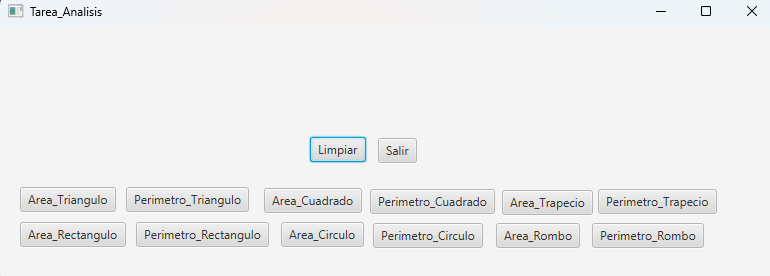 Tarea_Analisis
Limpiar Salir
Area_Triangulo Perimetro_Triangulo Area_Cuadrado Perimetro_Cuadrado Area_Trapecio Perimetro_Trapecio
Area_Rectangulo Perimetro_Rectangulo Area_Circulo Perimetro_Circulo Area_Rombo Perimetro_Rombo